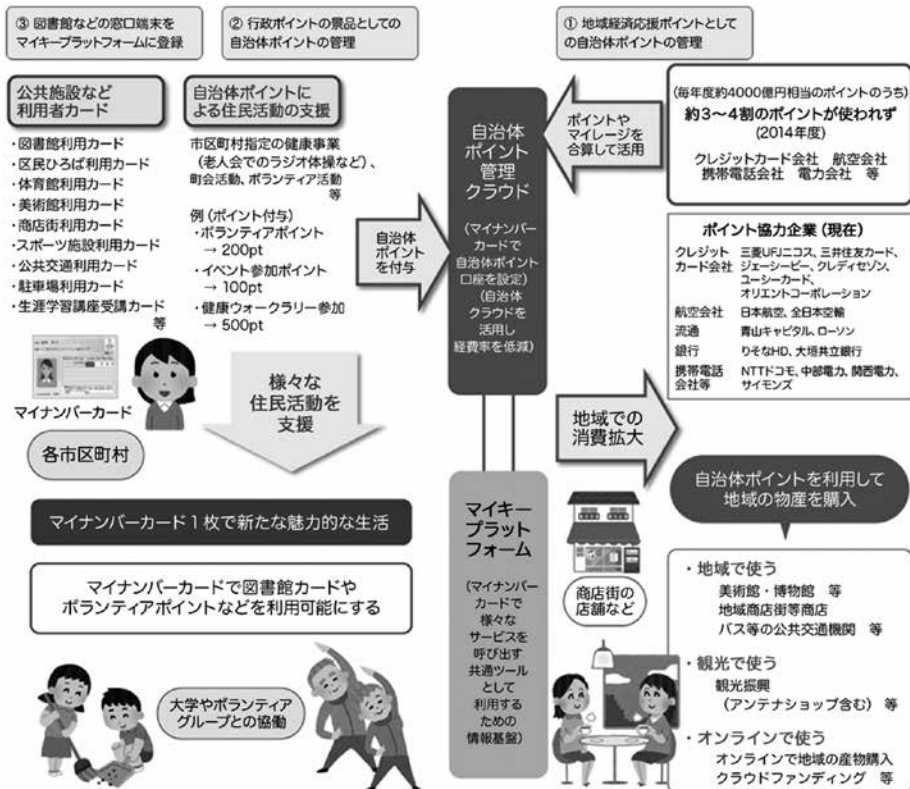 ③ 図書館などの窓口端末を
マイキープラットフォームに登録
② 行政ポイントの景品としての
自治体ポイントの管理
① 地域経済応援ポイントとして
の自治体ポイントの管理
公共施設など
利用者カード
・図書館利用カード
・区民ひろば利用カード
・体育館利用カード
・美術館利用カード
・商店街利用カード
・スポーツ施設利用カード
・公共交通利用カード
・駐車場利用カード
・生涯学習講座受講カード
等
マイナンバーカード
各市区町村
自治体ポイントに
よる住民活動の支援
市区町村指定の健康事業
(老人会でのラジオ体操など)、
町会活動、ボランティア活動
等
例(ポイント付与)
・ボランティアポイント
→ 200pt
・イベント参加ポイント
→ 100pt
・健康ウォークラリー参加
→ 500pt
様々な
住民活動を
支援
自治体
ポイント
を付与
自治体
ポイント
管理
クラウド
(マイナンバー
カードで
自治体ポイント
口座を設定)
(自治体
クラウドを
活用し
経費率を低減)
ポイントや
マイレージを
合算して活用
(毎年度約4000億円相当のポイントのうち)
約3~4割のポイントが使われず
(2014年度)
クレジットカード会社 航空会社
携帯電話会社 電力会社 等
ポイント協力企業(現在)
クレジット 三菱UFJニコス、三井住友カード、
カード会社 ジェーシービー、クレディセゾン、
ユーシーカード、
オリエントコーポレーション
航空会社 日本航空、全日本空輸
流通 青山キャピタル、ローソン
銀行 りそなHD、大垣共立銀行
携帯電話 NTTドコモ、中部電力、関西電力、
会社等 サイモンズ
地域での
消費拡大
自治体ポイントを利用して
地域の物産を購入
マイナンバーカード1枚で新たな魅力的な生活
マイナンバーカードで図書館カードや
ボランティアポイントなどを利用可能にする
大学やボランティア
グループとの協働
マイキー
プラット
フォーム
(マイナンバー
カードで
様々な
サービスを
呼び出す
共通ツール
として
利用する
ための
情報基盤)
商店街の
店舗など
・地域で使う
美術館・博物館 等
地域商店街等商店
バス等の公共交通機関 等
・観光で使う
観光振興
(アンテナショップ含む) 等
・オンラインで使う
オンラインで地域の産物購入
クラウドファンディング 等